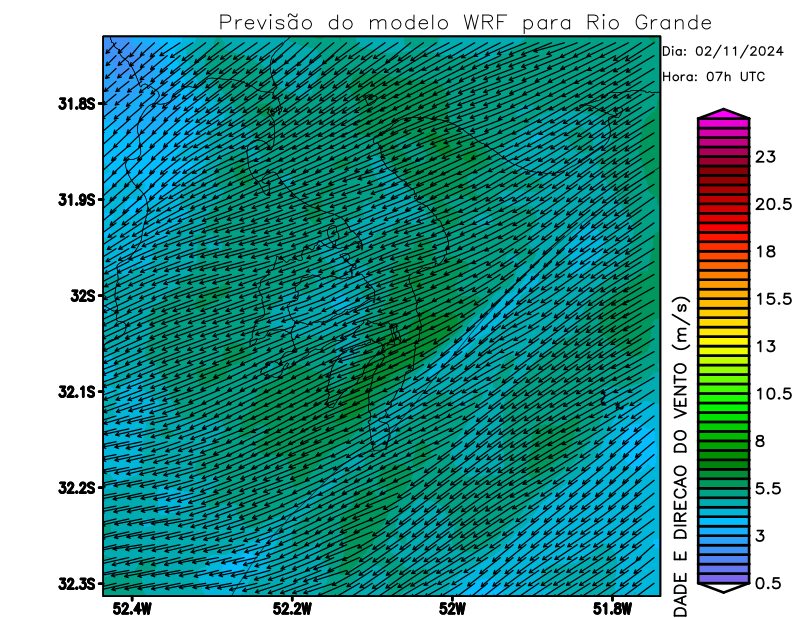 Previsão do modelo WRF para Rio Grande
Dia: 02/11/2024
Hora: 07h UTC
31.8S
31.9S
32S
32.1S
32.2S
32.3S
52.4W
52.2W
52W
51.8W
23
20.5
18
15.5
13
10.5
8
5.5
3
0.5
DADE E DIRECAO DO VENTO (m/s)